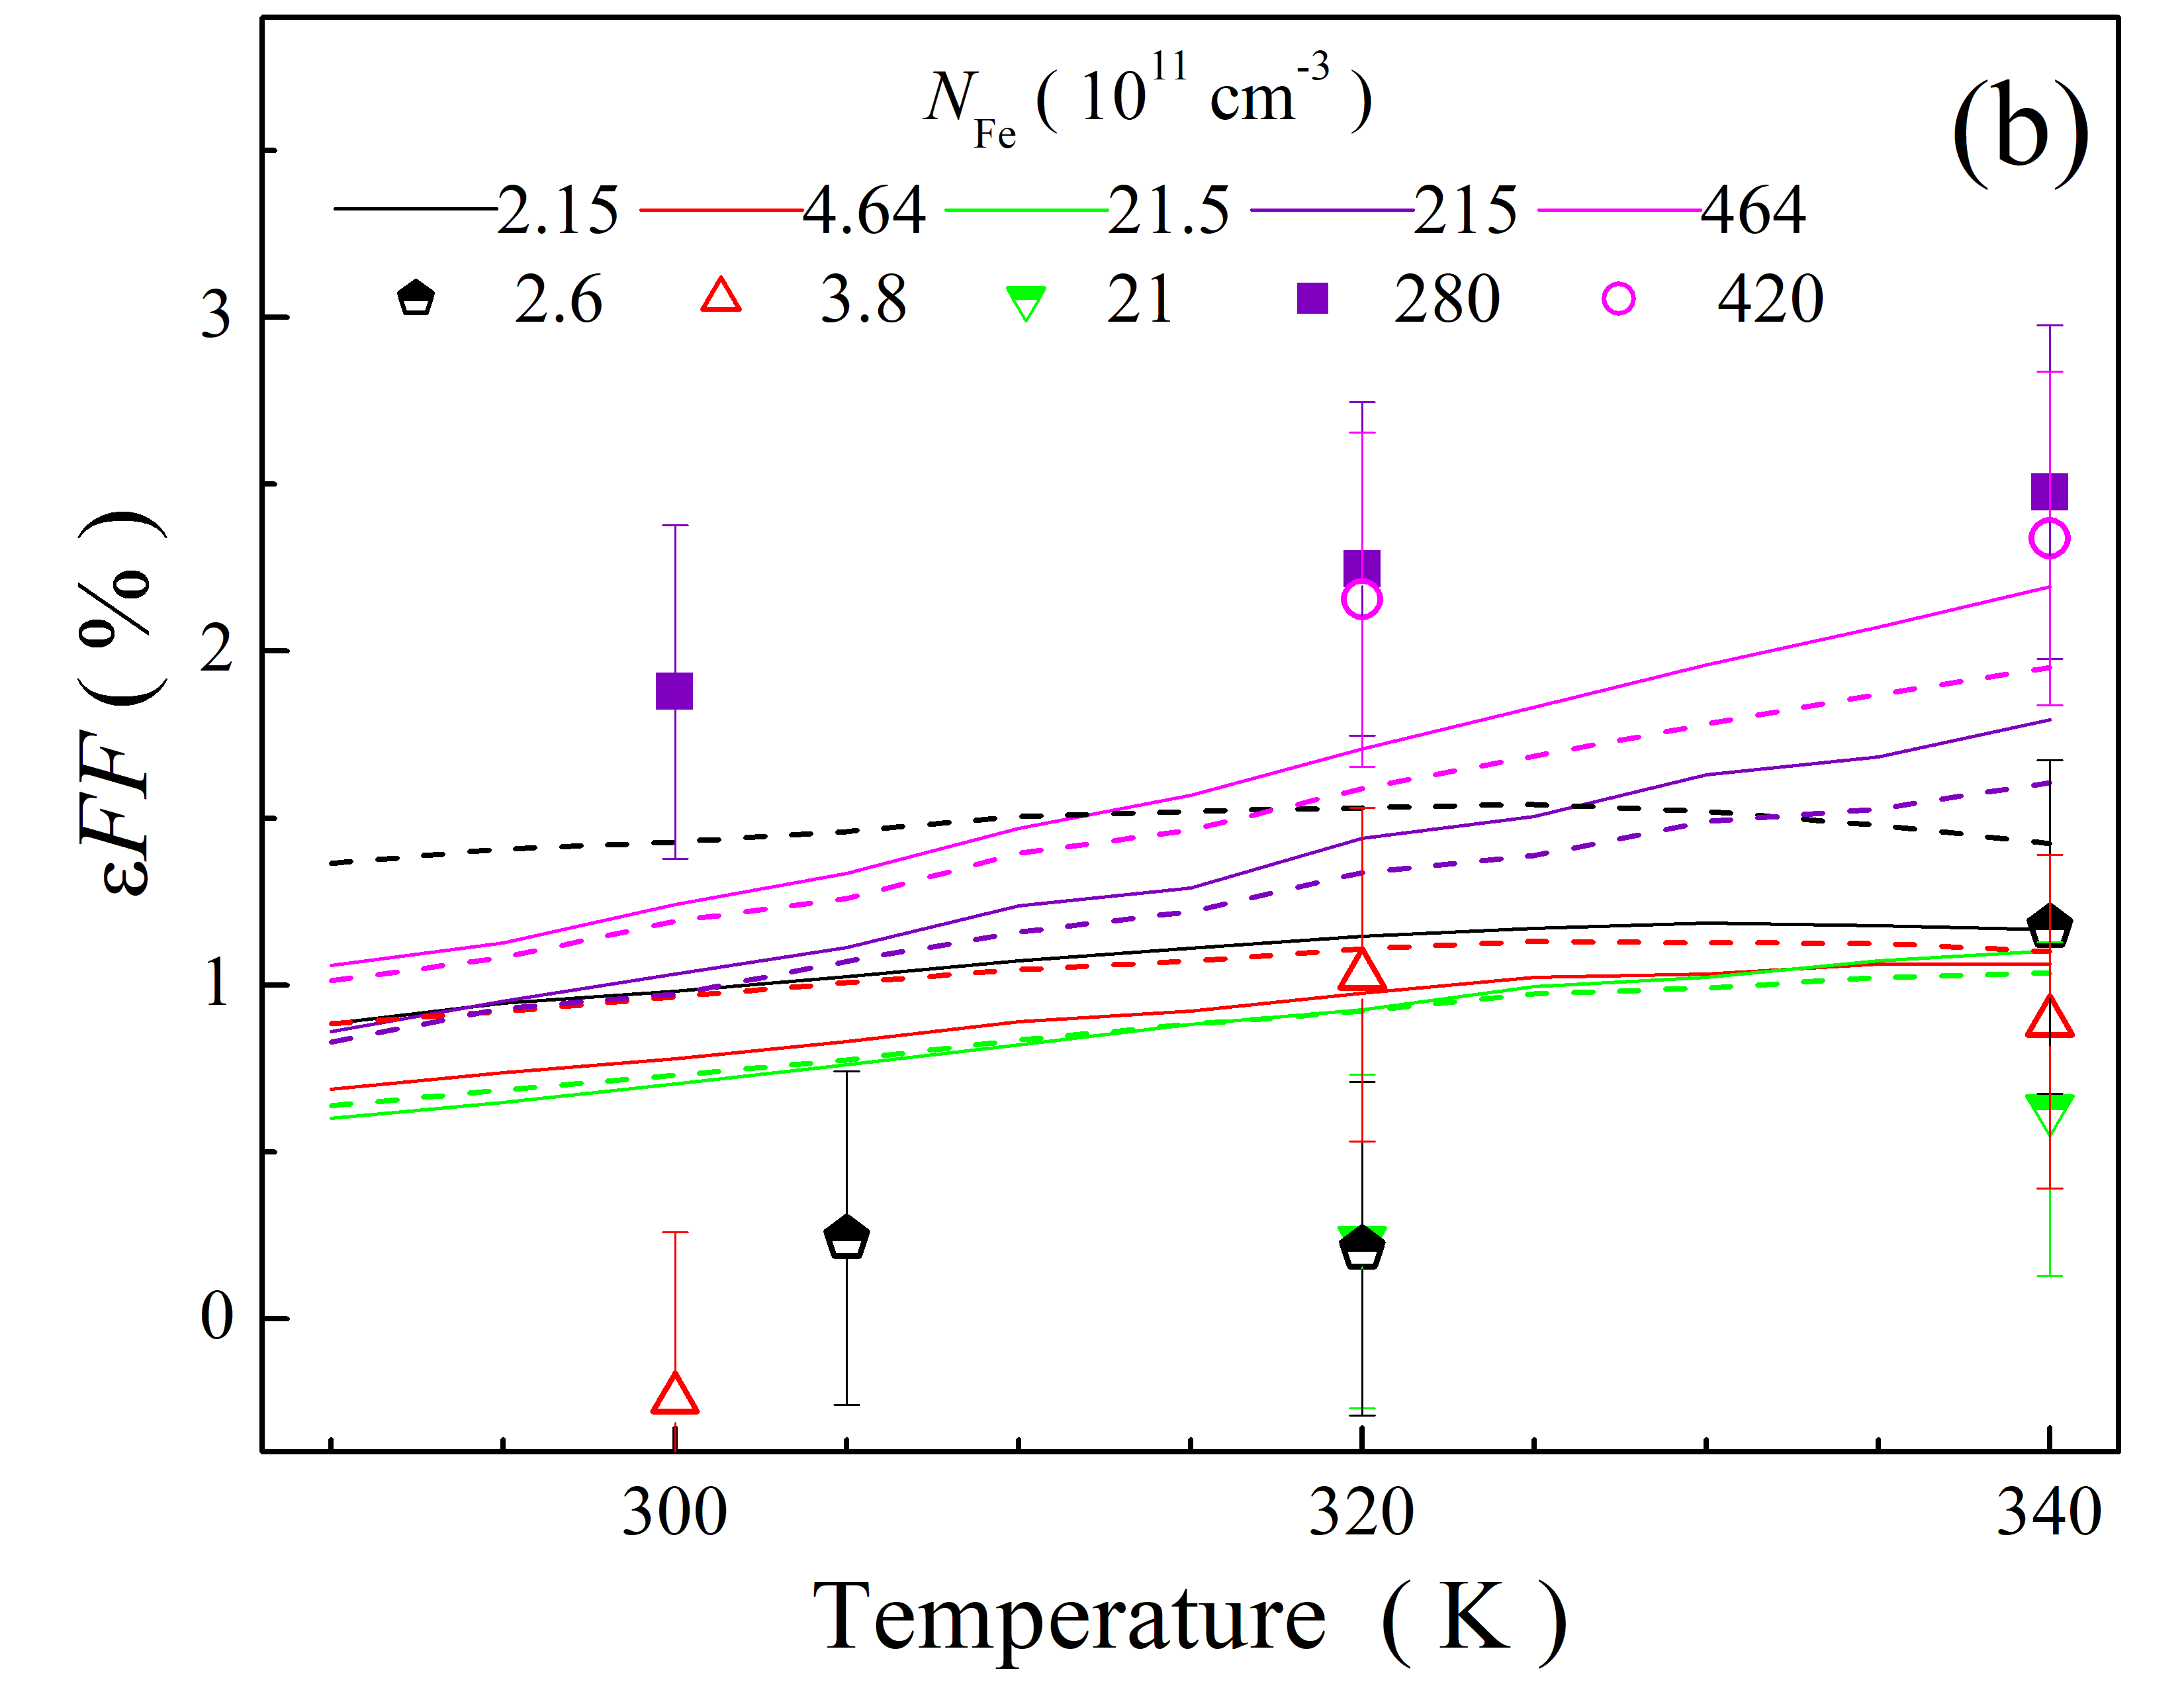 (b)
N_Fe ( 10^11 cm^-3 )
2.15 4.64 21.5 215 464
2.6 3.8 21 280 420
εFF ( % )
3
2
1
0
300 320 340
Temperature ( K )